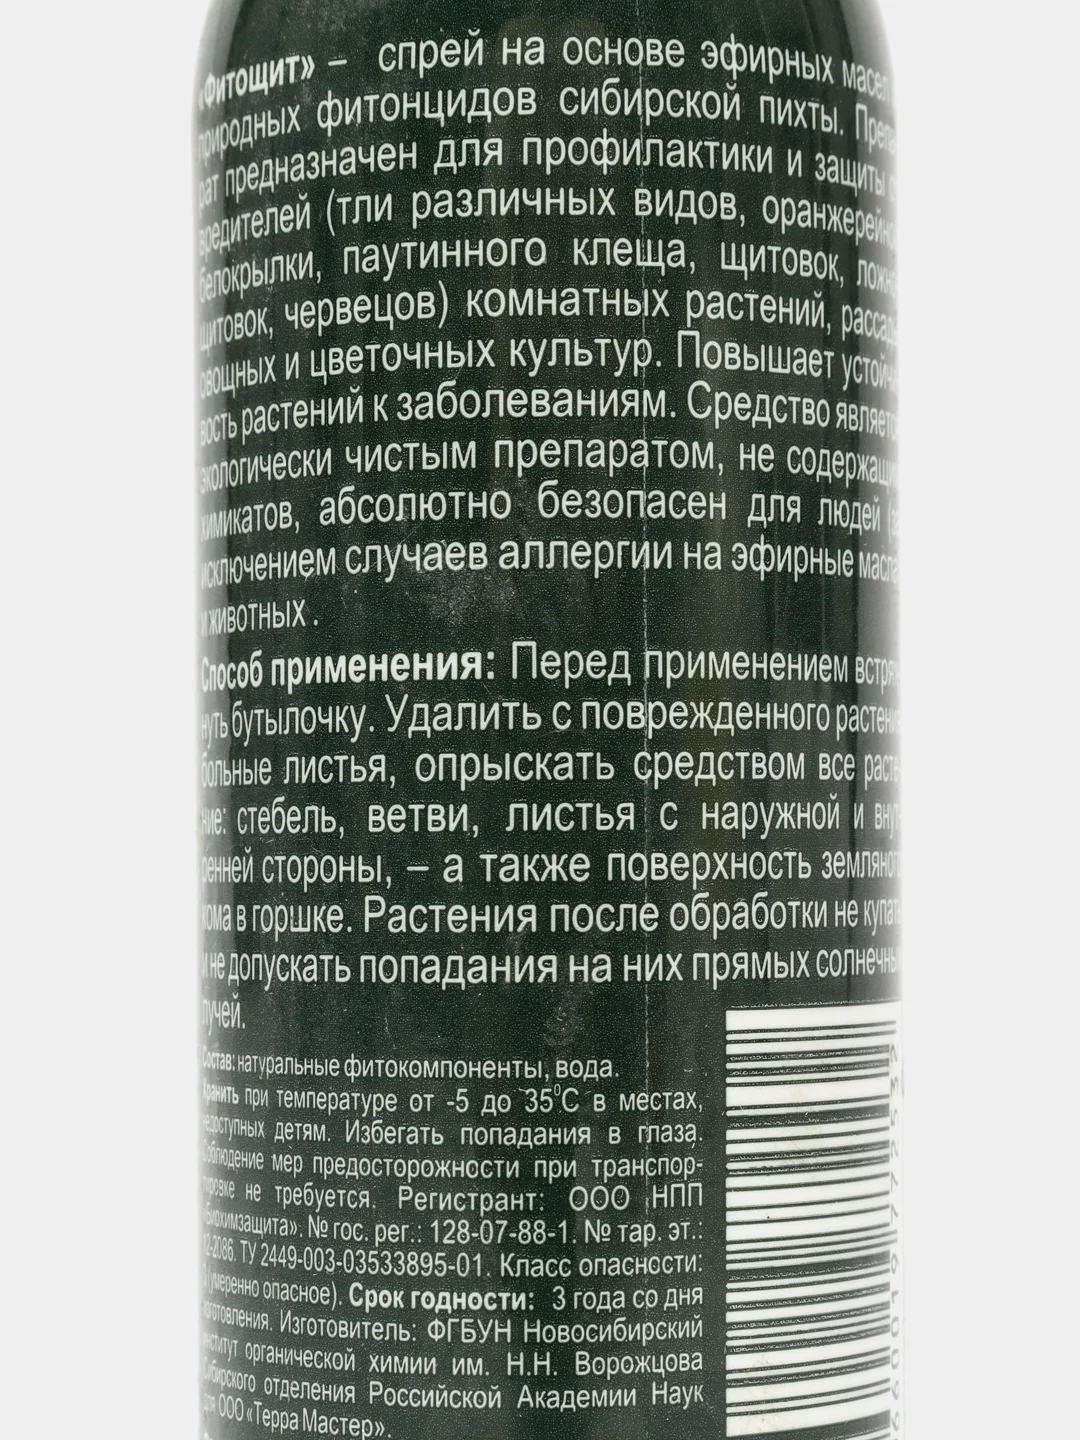 «Фитощит» – спрей на основе эфирных масел,
природных фитонцидов сибирской пихты. Препа-
рат предназначен для профилактики и защиты
вредителей (тли различных видов, оранжерейно
белокрылки, паутинного клеща, щитовок, ложно
щитовок, червецов) комнатных растений, рассады
овощных и цветочных культур. Повышает устойчи-
вость растений к заболеваниям. Средство является
экологически чистым препаратом, не содержащи
химикатов, абсолютно безопасен для людей (за
исключением случаев аллергии на эфирные масла
и животных .
Способ применения: Перед применением встрях-
нуть бутылочку. Удалить с поврежденного растения
больные листья, опрыскать средством все расте-
ние: стебель, ветви, листья с наружной и внут-
ренней стороны, – а также поверхность земляного
кома в горшке. Растения после обработки не купать
и не допускать попадания на них прямых солнечных
лучей.
Состав: натуральные фитокомпоненты, вода.
Хранить при температуре от -5 до 35⁰С в местах,
недоступных детям. Избегать попадания в глаза.
Соблюдение мер предосторожности при транспор-
тировке не требуется. Регистрант: ООО НПП
«Биохимзащита». № гос. рег.: 128-07-88-1. № тар. эт.:
12-2086. ТУ 2449-003-03533895-01. Класс опасности:
3 (умеренно опасное). Срок годности: 3 года со дня
изготовления. Изготовитель: ФГБУН Новосибирский
институт органической химии им. Н.Н. Ворожцова
Сибирского отделения Российской Академии Наук
для ООО «Терра Мастер».